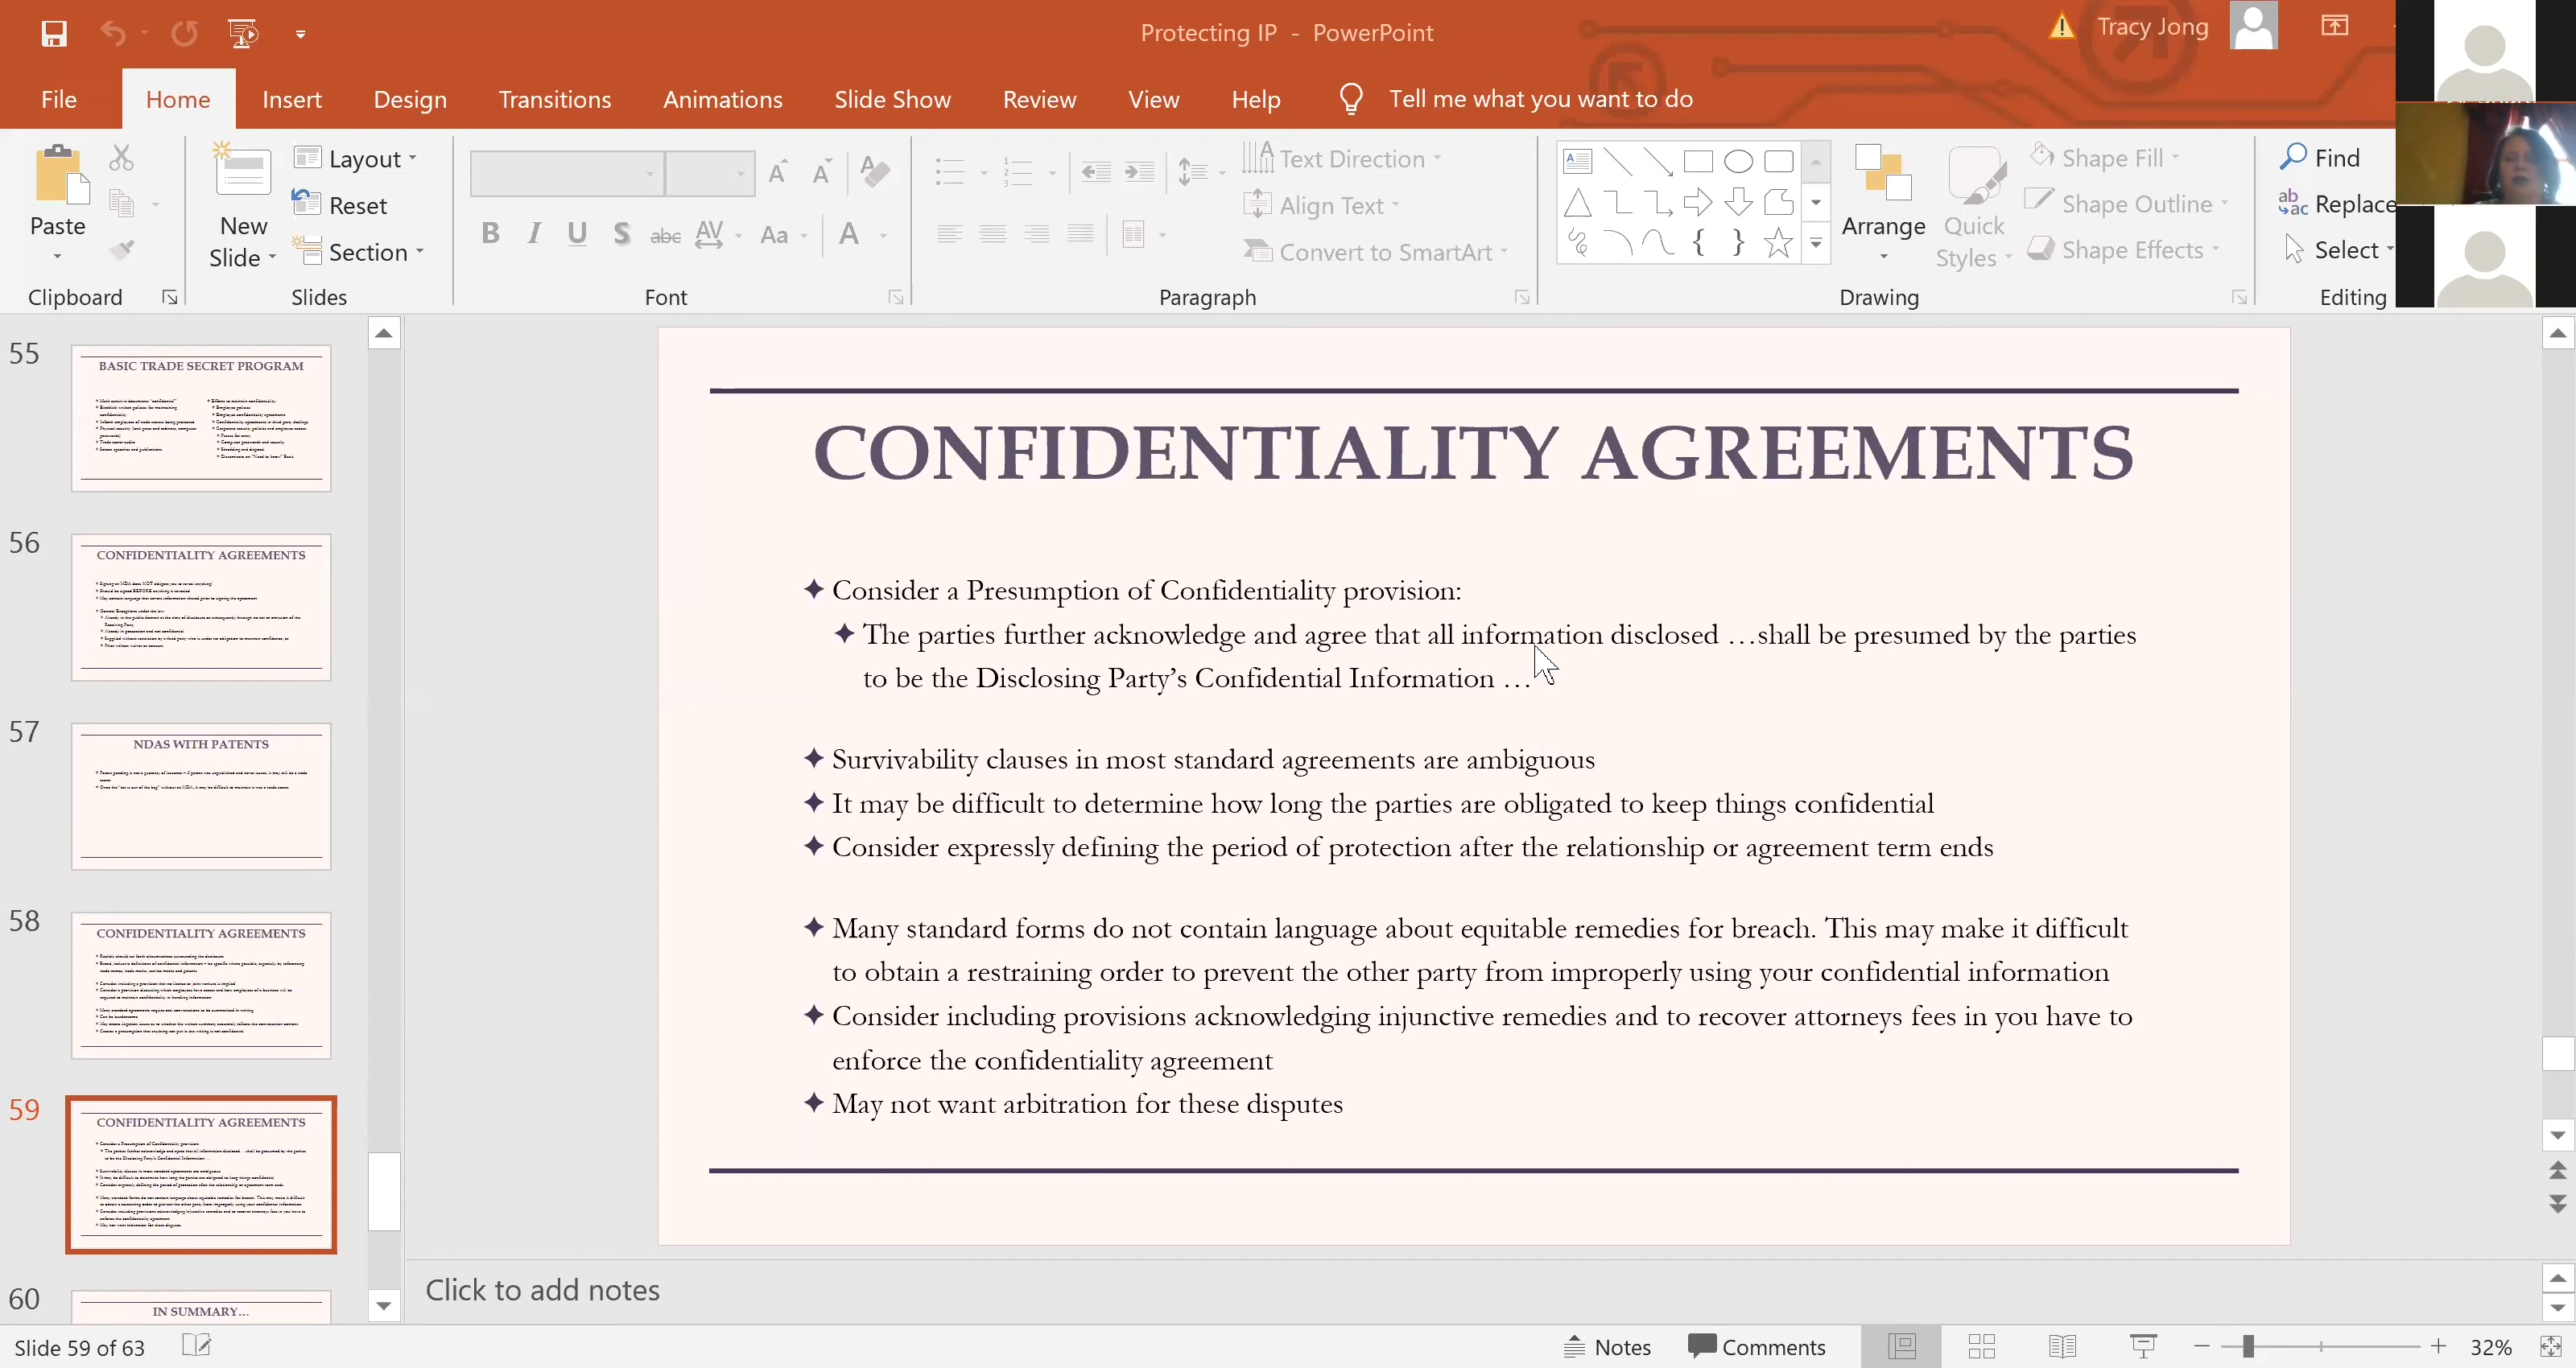 Protecting IP - PowerPoint
Tracy Jong
File Home Insert Design Transitions Animations Slide Show Review View Help Tell me what you want to do
Paste
New Slide
Layout
Reset
Section
Text Direction
Align Text
Convert to SmartArt
Arrange
Quick Styles
Shape Fill
Shape Outline
Shape Effects
Find
Replace
Select
Clipboard Slides Font Paragraph Drawing Editing
55
BASIC TRADE SECRET PROGRAM
56
CONFIDENTIALITY AGREEMENTS
57
NDAS WITH PATENTS
58
CONFIDENTIALITY AGREEMENTS
59
CONFIDENTIALITY AGREEMENTS
60
IN SUMMARY...
CONFIDENTIALITY AGREEMENTS
Consider a Presumption of Confidentiality provision:
The parties further acknowledge and agree that all information disclosed …shall be presumed by the parties
to be the Disclosing Party’s Confidential Information …
Survivability clauses in most standard agreements are ambiguous
It may be difficult to determine how long the parties are obligated to keep things confidential
Consider expressly defining the period of protection after the relationship or agreement term ends
Many standard forms do not contain language about equitable remedies for breach. This may make it difficult
to obtain a restraining order to prevent the other party from improperly using your confidential information
Consider including provisions acknowledging injunctive remedies and to recover attorneys fees in you have to
enforce the confidentiality agreement
May not want arbitration for these disputes
Click to add notes
Slide 59 of 63
Notes
Comments
32%